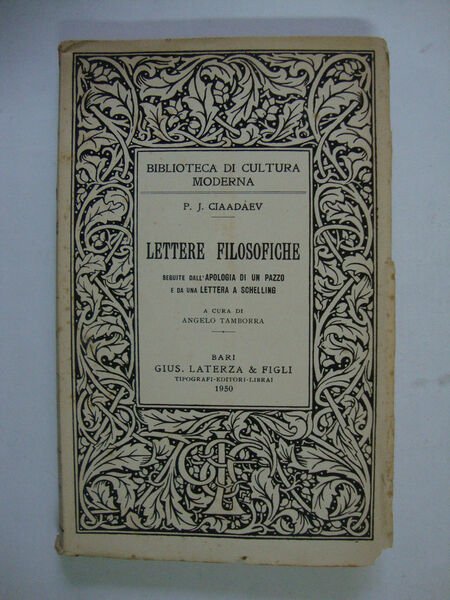 BIBLIOTECA DI CULTURA
MODERNA
P. J. CIAADÀEV
LETTERE FILOSOFICHE
SEGUITE DALL'APOLOGIA DI UN PAZZO
E DA UNA LETTERA A SCHELLING
A CURA DI
ANGELO TAMBORRA
BARI
GIUS. LATERZA & FIGLI
TIPOGRAFI-EDITORI-LIBRAI
1950